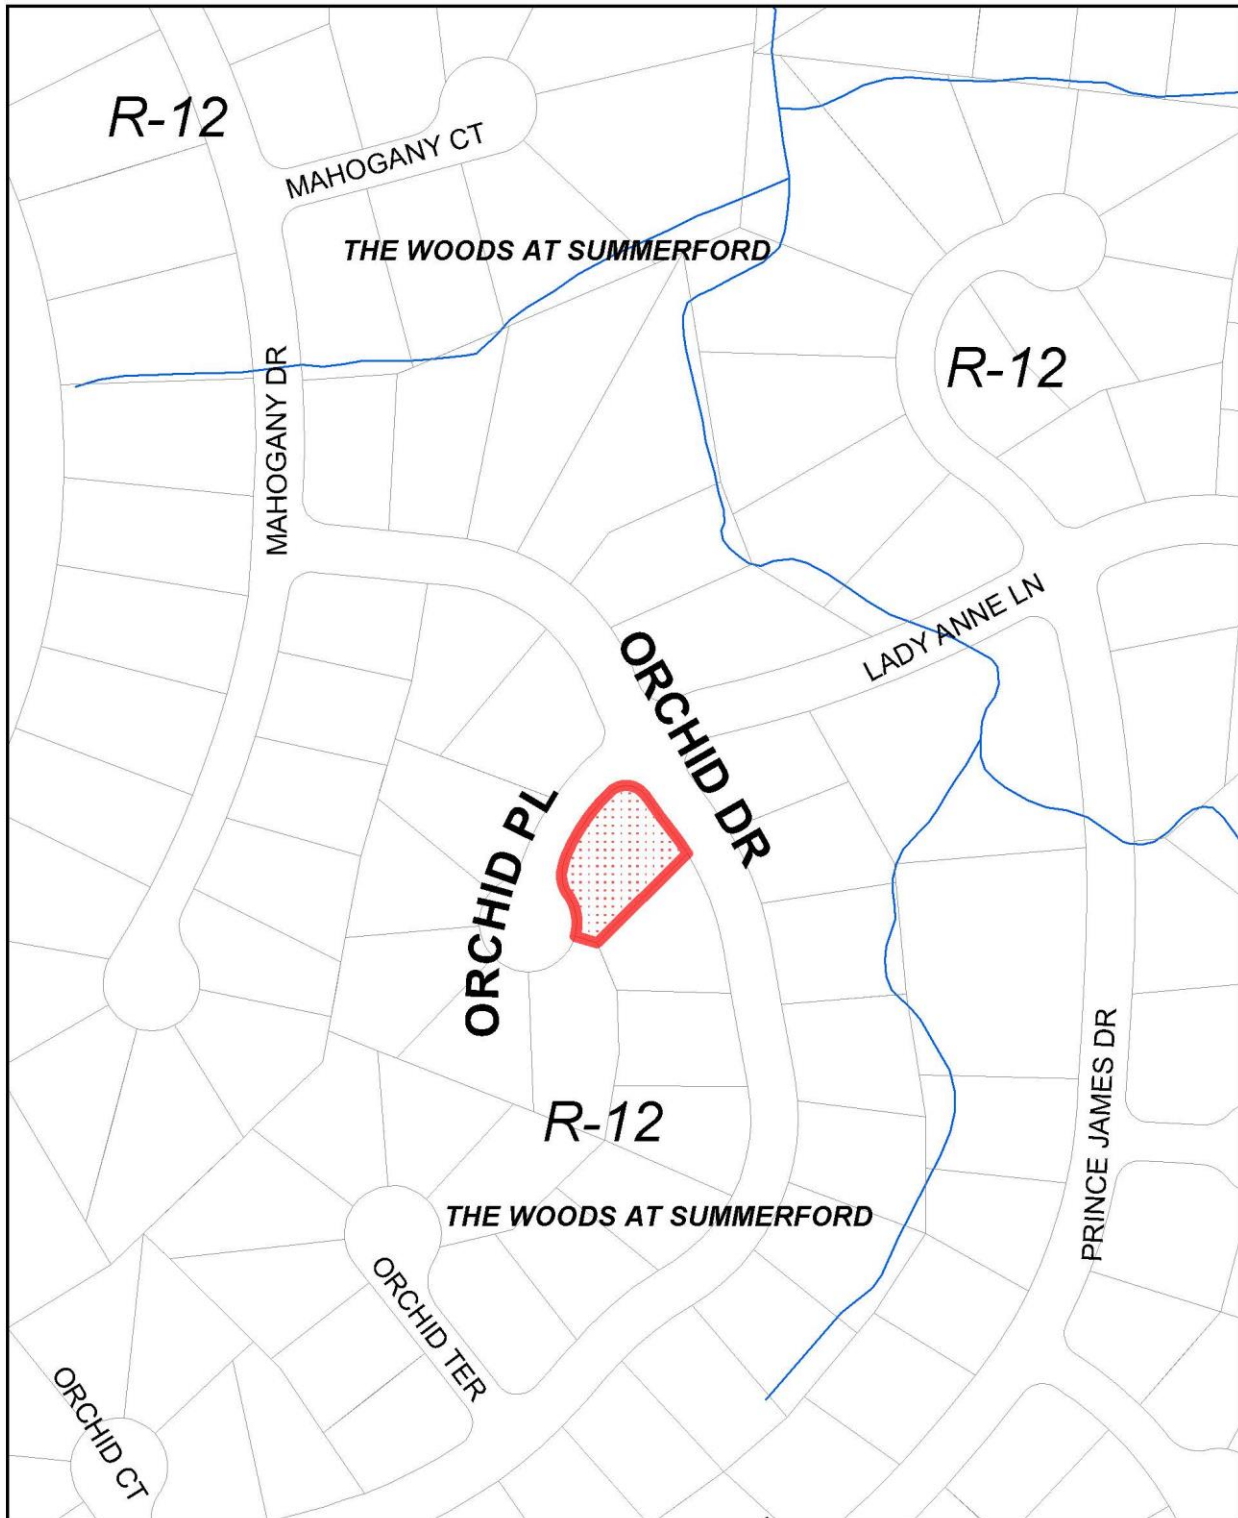 R-12
MAHOGANY CT
THE WOODS AT SUMMERFORD
R-12
MAHOGANY DR
LADY ANNE LN
ORCHID DR
ORCHID PL
PRINCE JAMES DR
R-12
THE WOODS AT SUMMERFORD
ORCHID TER
ORCHID CT